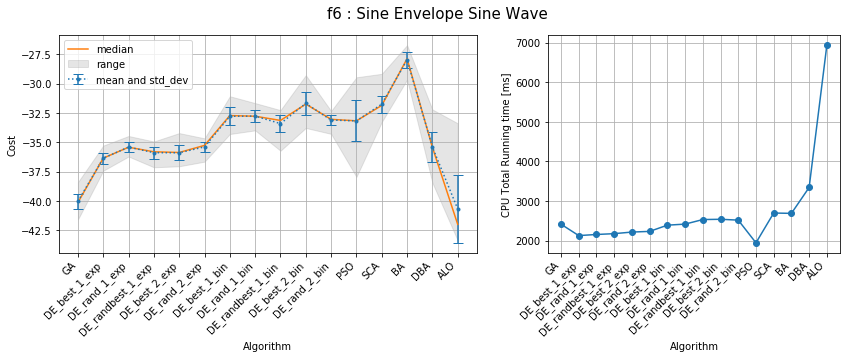 f6 : Sine Envelope Sine Wave
median
range
mean and std_dev
Cost
−27.5
−30.0
−32.5
−35.0
−37.5
−40.0
−42.5
GA
DE_best_1_exp
DE_rand_1_exp
DE_randbest_1_exp
DE_best_2_exp
DE_rand_2_exp
DE_best_1_bin
DE_rand_1_bin
DE_randbest_1_bin
DE_best_2_bin
DE_rand_2_bin
PSO
SCA
BA
DBA
ALO
Algorithm
CPU Total Running time [ms]
7000
6000
5000
4000
3000
2000
GA
DE_best_1_exp
DE_rand_1_exp
DE_randbest_1_exp
DE_best_2_exp
DE_rand_2_exp
DE_best_1_bin
DE_rand_1_bin
DE_randbest_1_bin
DE_best_2_bin
DE_rand_2_bin
PSO
SCA
BA
DBA
ALO
Algorithm